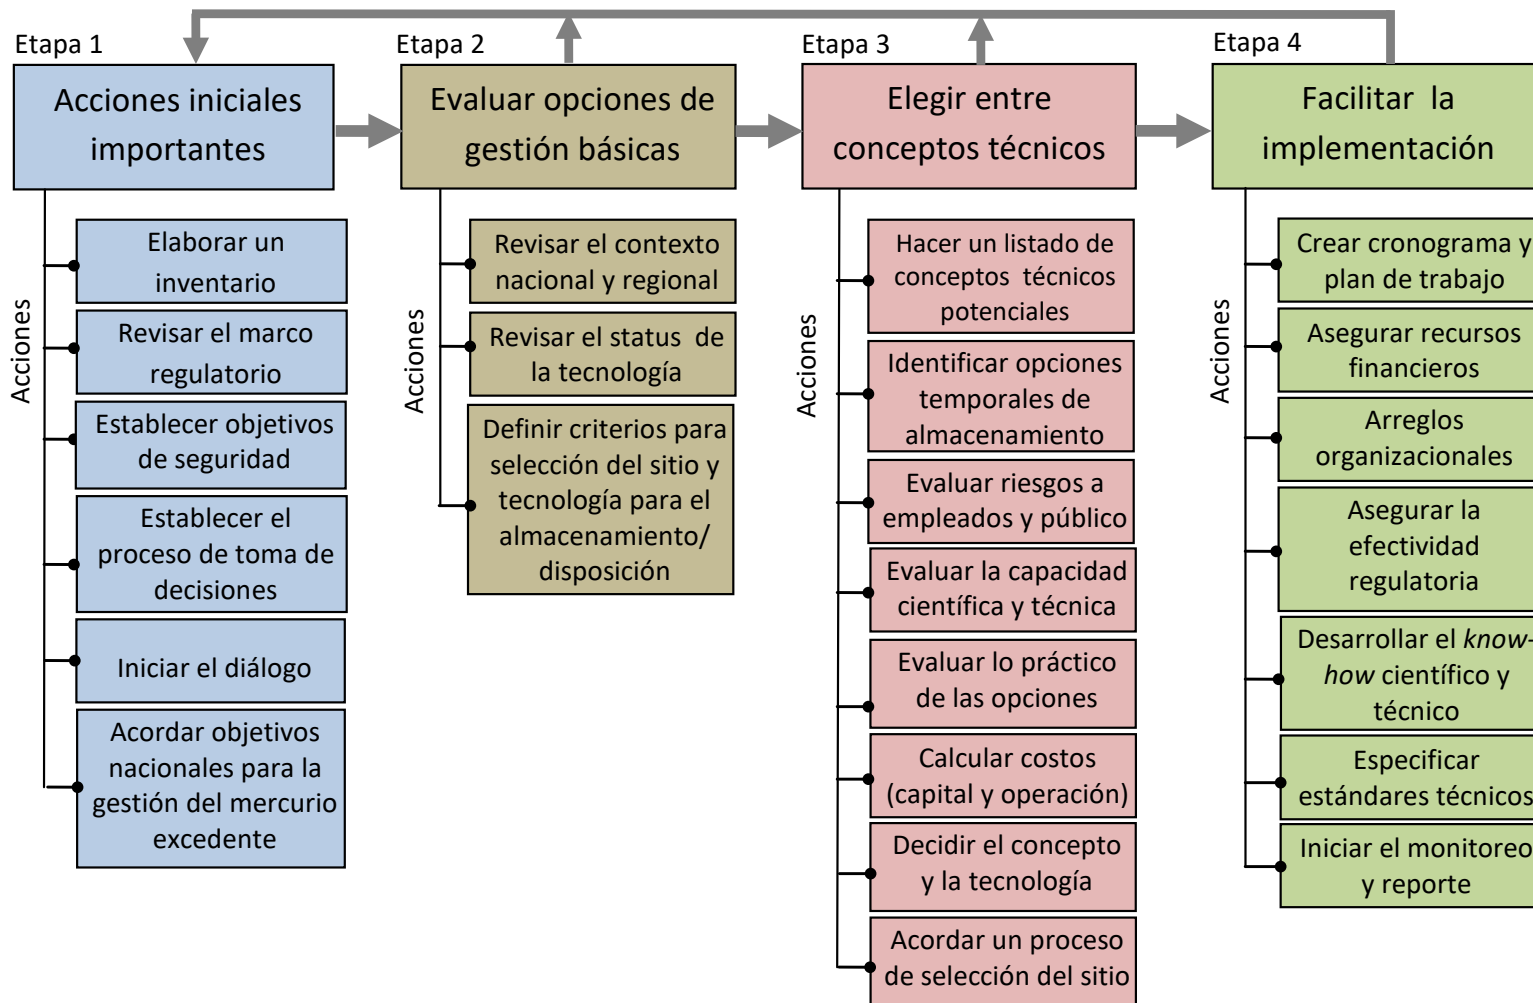 Etapa 1
Acciones iniciales
importantes
Acciones
Elaborar un
inventario
Revisar el marco
regulatorio
Establecer objetivos
de seguridad
Establecer el
proceso de toma de
decisiones
Iniciar el diálogo
Acordar objetivos
nacionales para la
gestión del mercurio
excedente
Etapa 2
Evaluar opciones de
gestión básicas
Acciones
Revisar el contexto
nacional y regional
Revisar el status de
la tecnología
Definir criterios para
selección del sitio y
tecnología para el
almacenamiento/
disposición
Etapa 3
Elegir entre
conceptos técnicos
Acciones
Hacer un listado de
conceptos técnicos
potenciales
Identificar opciones
temporales de
almacenamiento
Evaluar riesgos a
empleados y público
Evaluar la capacidad
científica y técnica
Evaluar lo práctico
de las opciones
Calcular costos
(capital y operación)
Decidir el concepto
y la tecnología
Acordar un proceso
de selección del sitio
Etapa 4
Facilitar la
implementación
Acciones
Crear cronograma y
plan de trabajo
Asegurar recursos
financieros
Arreglos
organizacionales
Asegurar la
efectividad
regulatoria
Desarrollar el know-
how científico y
técnico
Especificar
estándares técnicos
Iniciar el monitoreo
y reporte